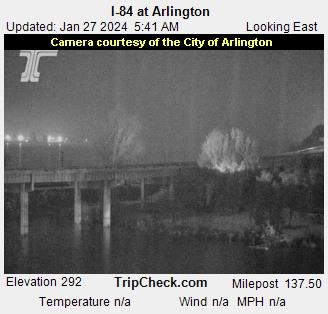 I-84 at Arlington
Updated: Jan 27 2024 5:41 AM Looking East
Camera courtesy of the City of Arlington
Elevation 292 TripCheck.com Milepost 137.50
Temperature n/a Wind n/a MPH n/a